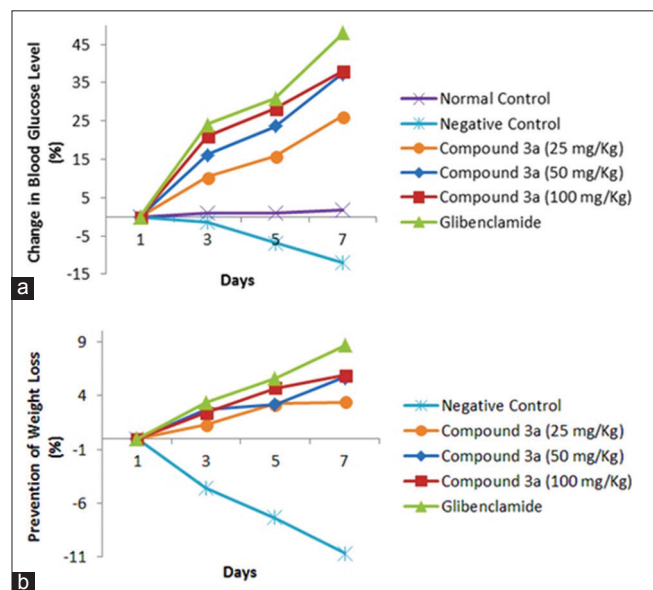 45
35
25
15
5
-5
-15
Change in Blood Glucose Level
(%)
1
3
5
7
Days
Normal Control
Negative Control
Compound 3a (25 mg/Kg)
Compound 3a (50 mg/Kg)
Compound 3a (100 mg/Kg)
Glibenclamide
a
9
4
-1
-6
-11
Prevention of Weight Loss
(%)
1
3
5
7
Days
Negative Control
Compound 3a (25 mg/Kg)
Compound 3a (50 mg/Kg)
Compound 3a (100 mg/Kg)
Glibenclamide
b